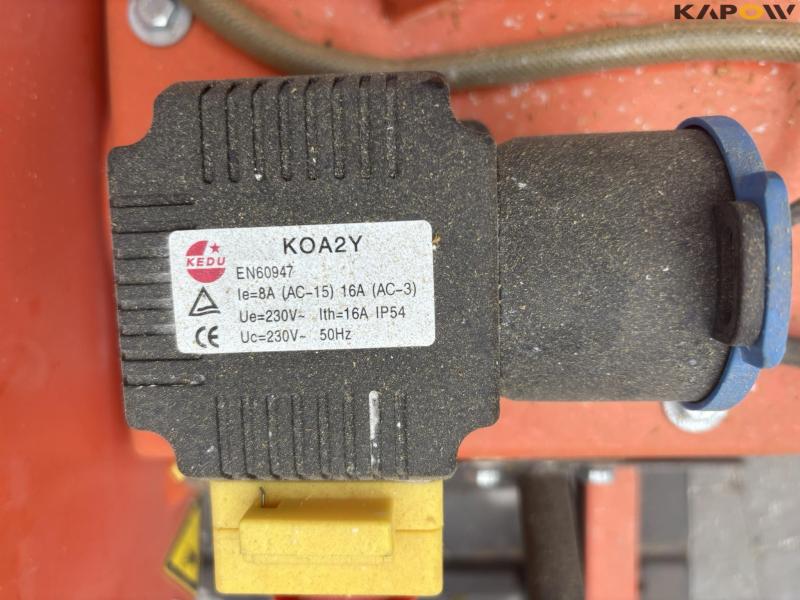 KAPOW
KOA2Y
KEDU
EN60947
Ie=8A (AC-15) 16A (AC-3)
Ue=230V~ Ith=16A IP54
CE Uc=230V~ 50Hz